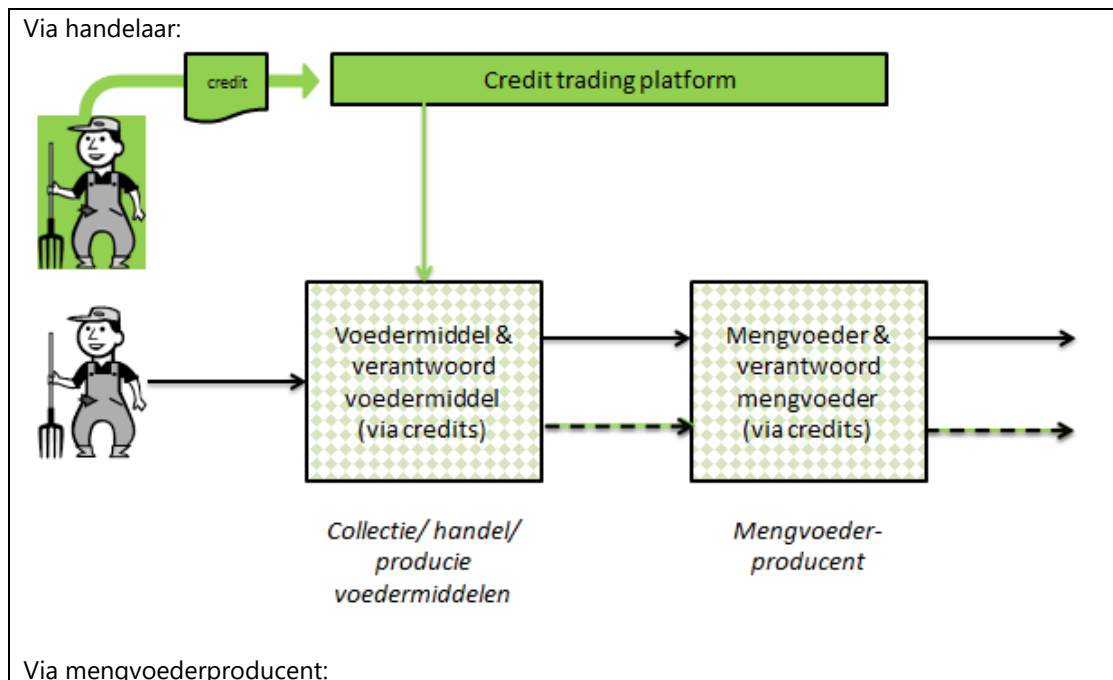 Via handelaar:
credit
Credit trading platform
Voedermiddel &
verantwoord
voedermiddel
(via credits)
Mengvoeder &
verantwoord
mengvoeder
(via credits)
Collectie/ handel/
producie
voedermiddelen
Mengvoeder-
producent
Via mengvoederproducent: